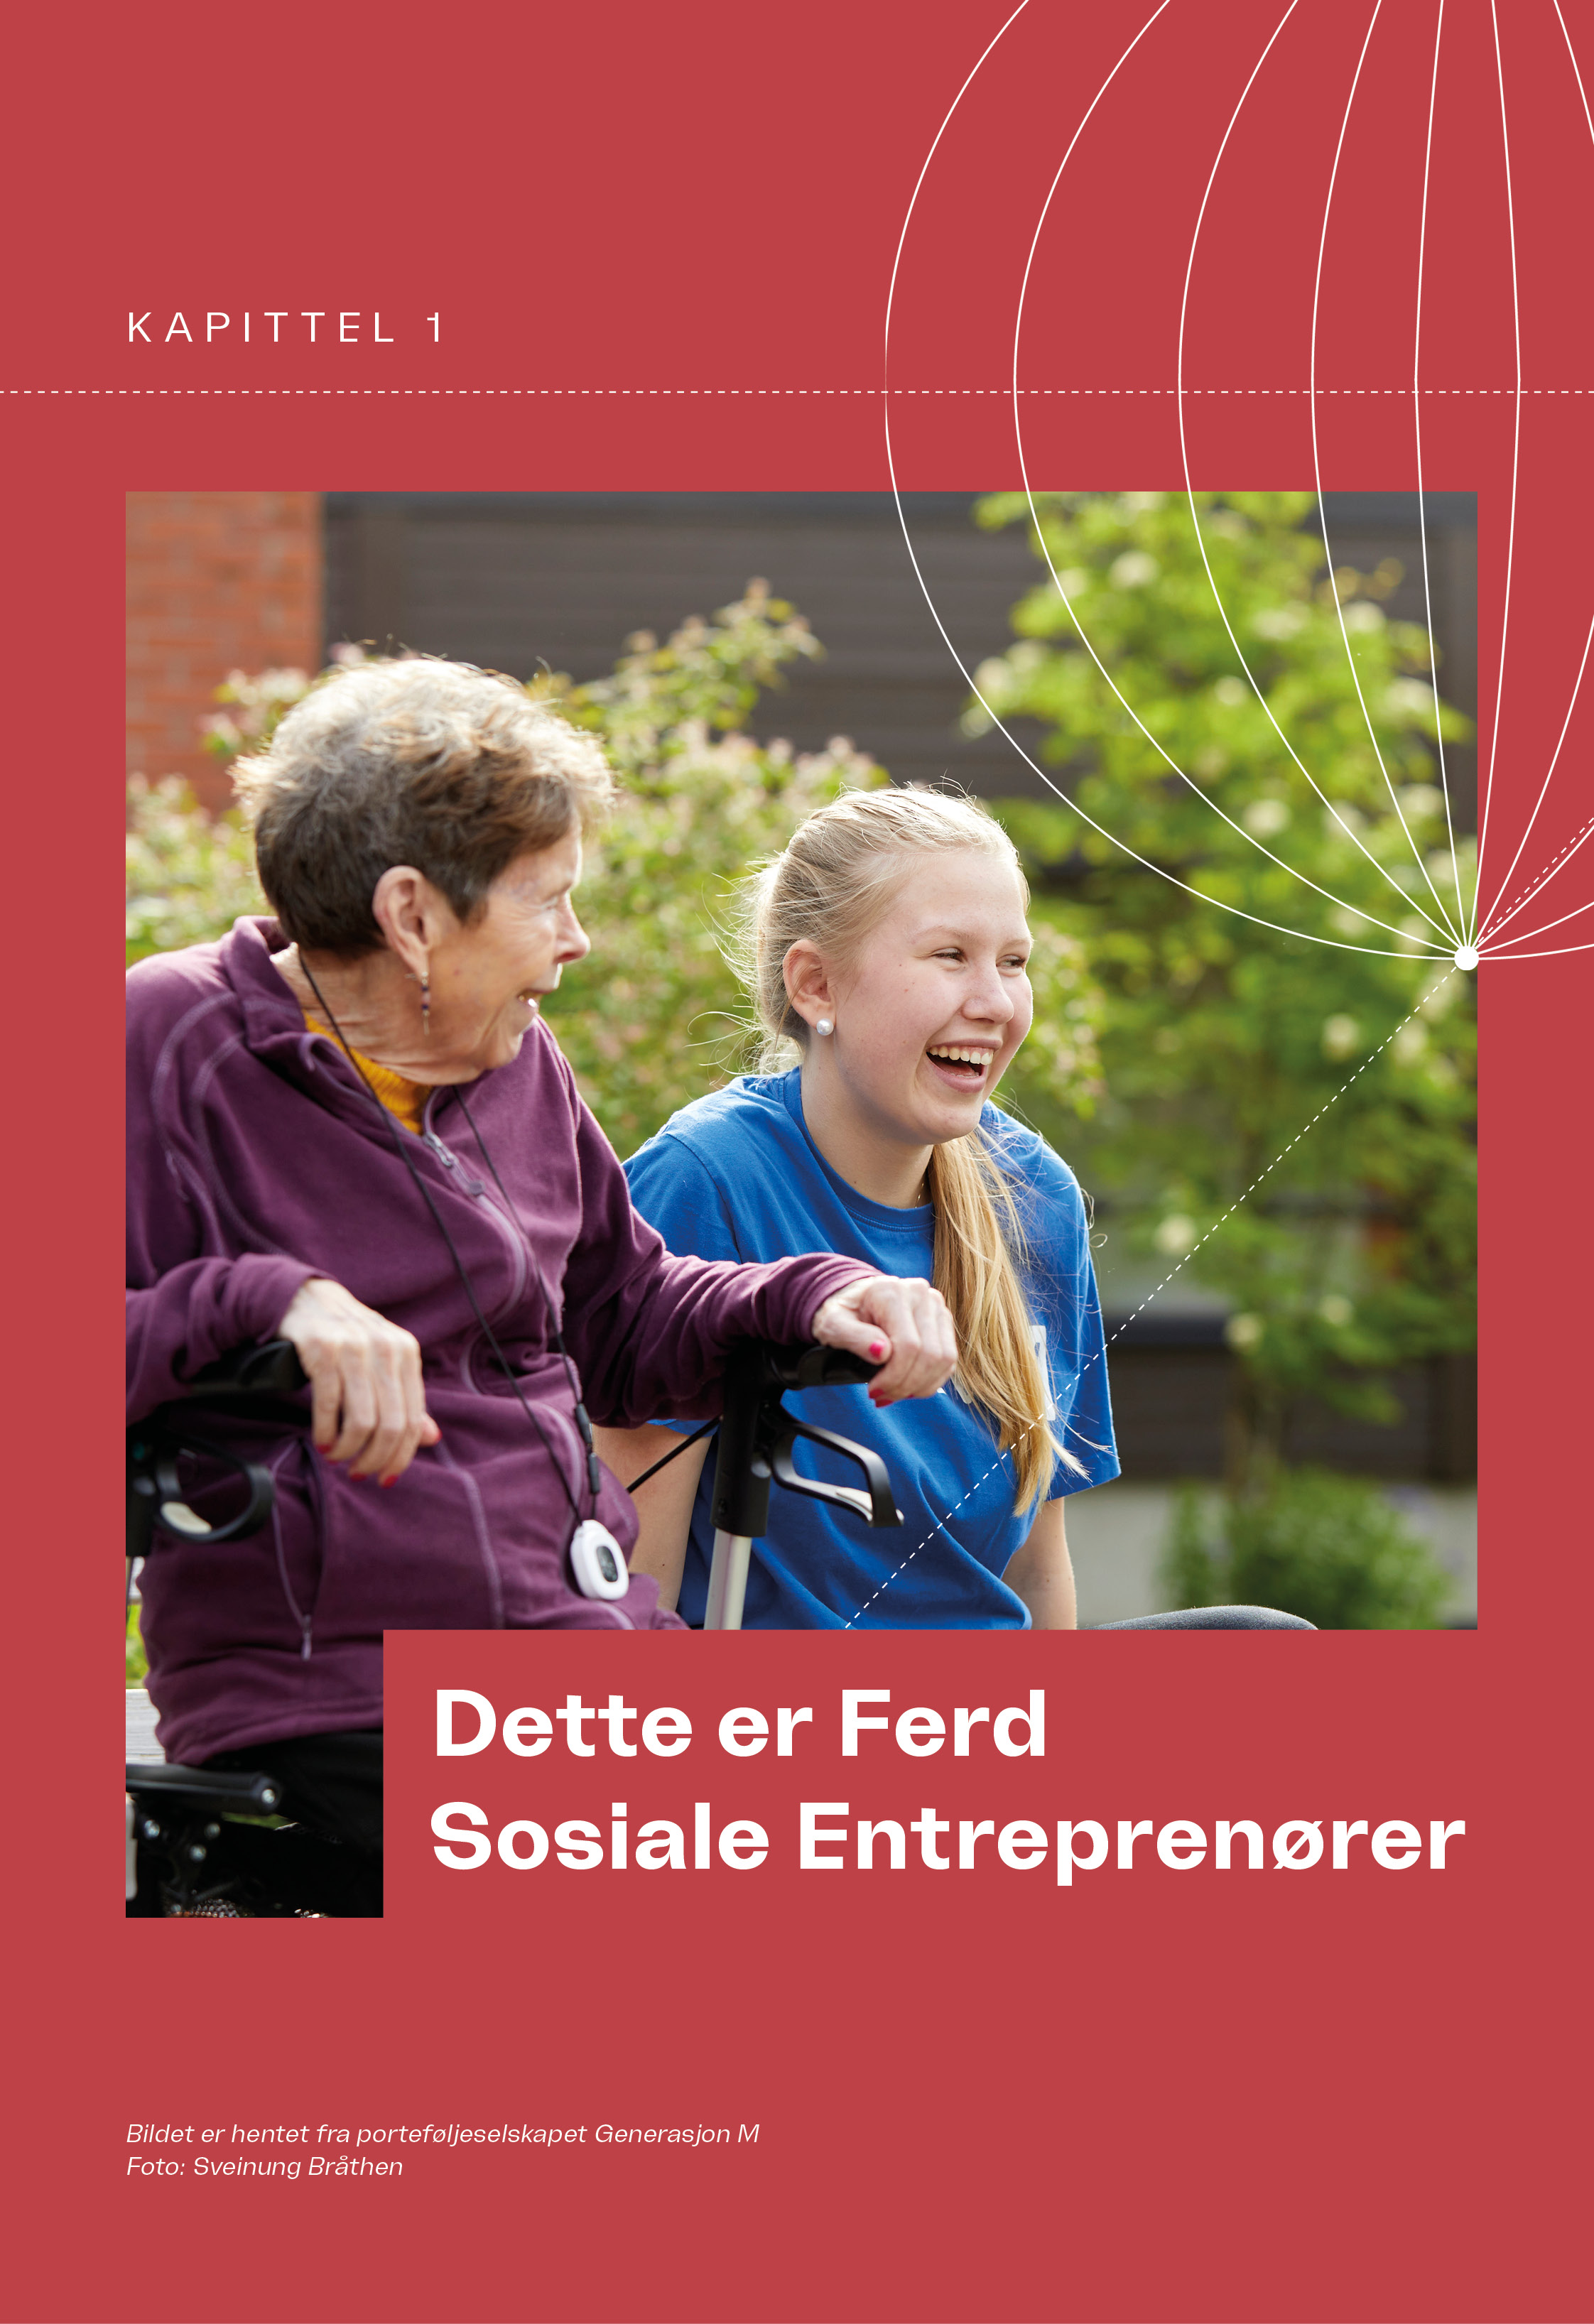 KAPITTEL 1
Dette er Ferd
Sosiale Entreprenører
Bildet er hentet fra porteføljeselskapet Generasjon M
Foto: Sveinung Bråthen